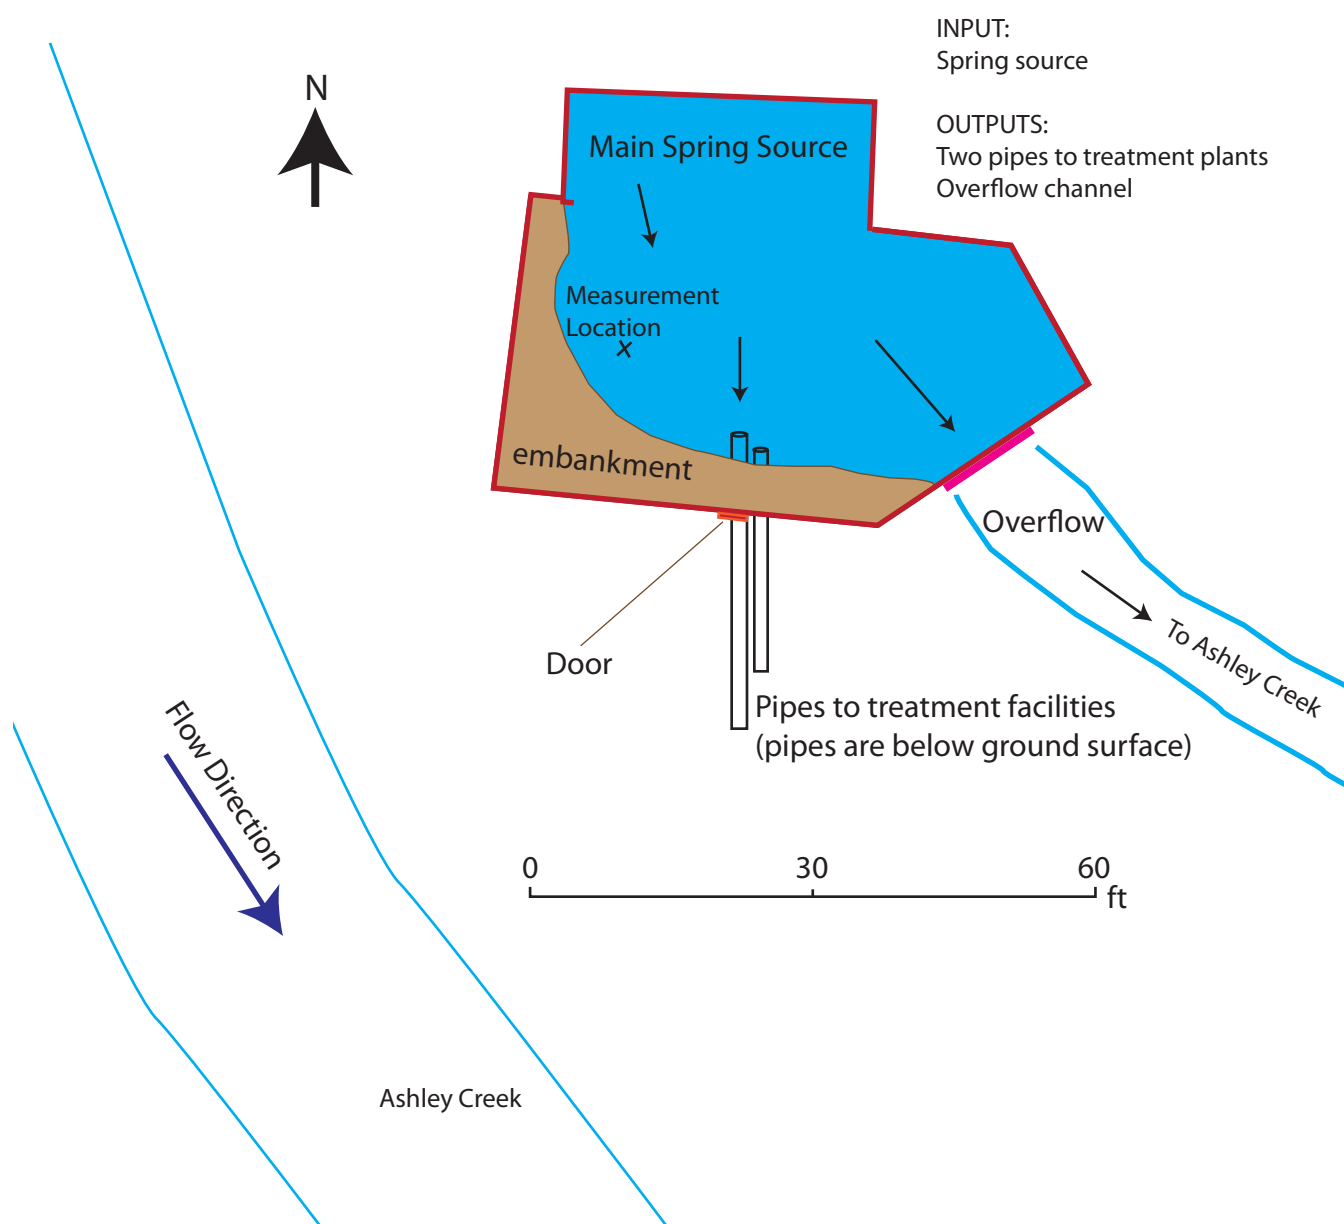 INPUT:
Spring source
OUTPUTS:
Two pipes to treatment plants
Overflow channel
N
Main Spring Source
Measurement
Location
x
embankment
Overflow
To Ashley Creek
Door
Pipes to treatment facilities
(pipes are below ground surface)
Flow Direction
0 30 60
ft
Ashley Creek